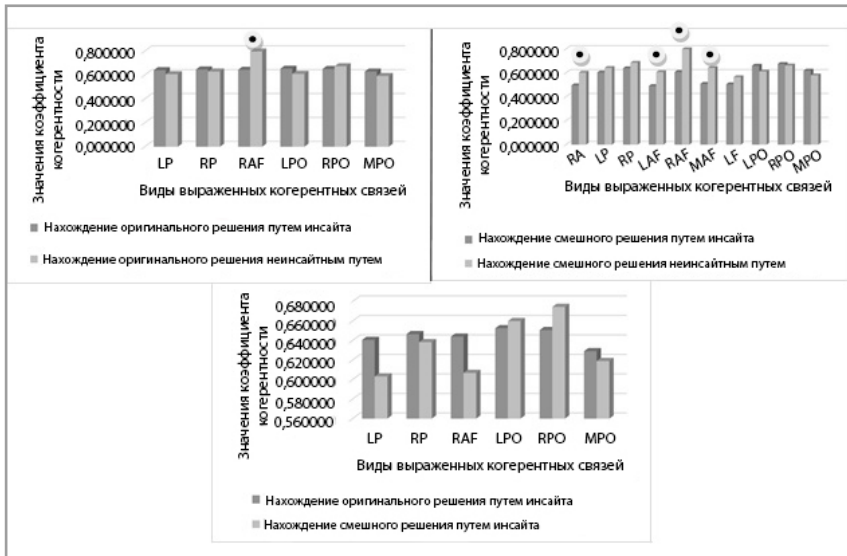 Значения коэффициента
когерентности
0,800000
0,600000
0,400000
0,200000
0,000000
LP RP RAF LPO RPO MPO
Виды выраженных когерентных связей
Нахождение оригинального решения путем инсайта
Нахождение оригинального решения неинсайтным путем
Значения коэффициента
когерентности
0,800000
0,600000
0,400000
0,200000
0,000000
RA LP RP LAF RAF MAF LF LPO RPO MPO
Виды выраженных когерентных связей
Нахождение смешного решения путем инсайта
Нахождение смешного решения неинсайтным путем
Значения коэффициента
когерентности
0,680000
0,660000
0,640000
0,620000
0,600000
0,580000
0,560000
LP RP RAF LPO RPO MPO
Виды выраженных когерентных связей
Нахождение оригинального решения путем инсайта
Нахождение смешного решения путем инсайта